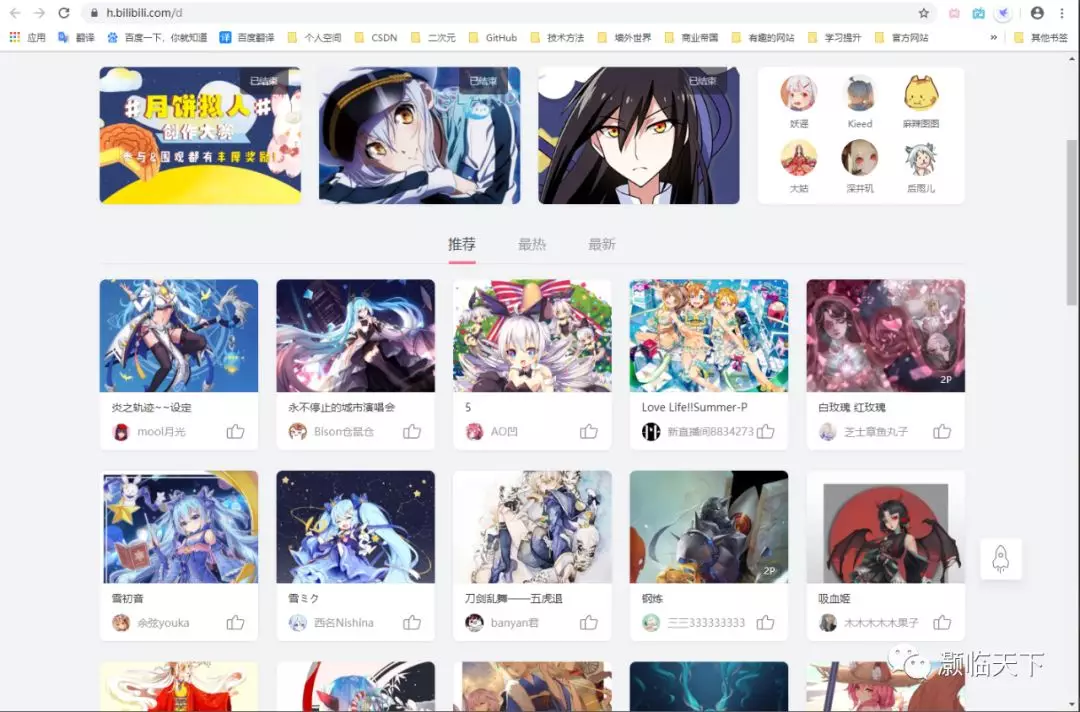 h.bilibili.com/d
应用 翻译 百度一下，你就知道 百度翻译 个人空间 CSDN 二次元 GitHub 技术方法 墙外世界 商业帝国 有趣的网站 学习提升 官方网站 » 其他书签
已结束 已结束 已结束
#月饼拟人#
创作大赛
参与&围观都有丰厚奖励
妖谣 Kieed 麻辣图图
大姑 深井玑 后雨儿
推荐 最热 最新
2P
炎之轨迹~~设定 永不停止的城市演唱会 5 Love Life!!Summer-P 白玫瑰 红玫瑰
mool月光 Bison仓鼠仓 AO凹 新直播间8834273 芝士章鱼丸子
2P
雪初音 雪ミク 刀剑乱舞——五虎退 钢炼 吸血姬
余弦youka 西名Nishina banyan君 三三333333333 木木木木木果子
灏临天下